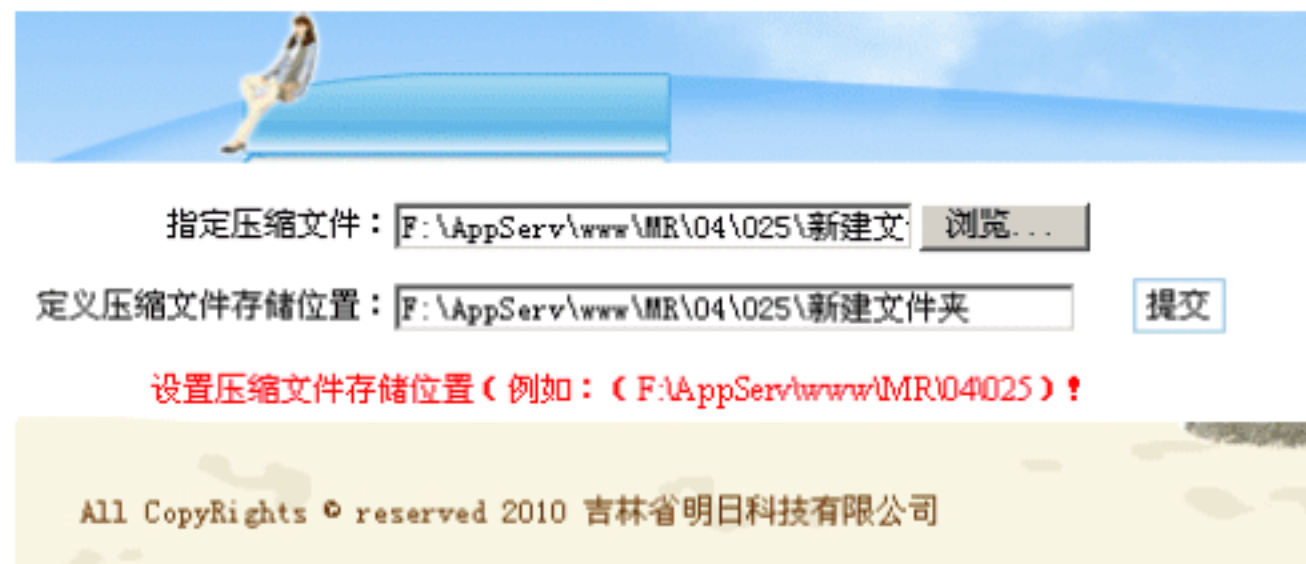 指定压缩文件：F:\AppServ\www\MR\04\025\新建文 浏览...
定义压缩文件存储位置：F:\AppServ\www\MR\04\025\新建文件夹 提交
设置压缩文件存储位置（例如：（F:\AppServ\www\MR\04\025）！
All CopyRights © reserved 2010 吉林省明日科技有限公司